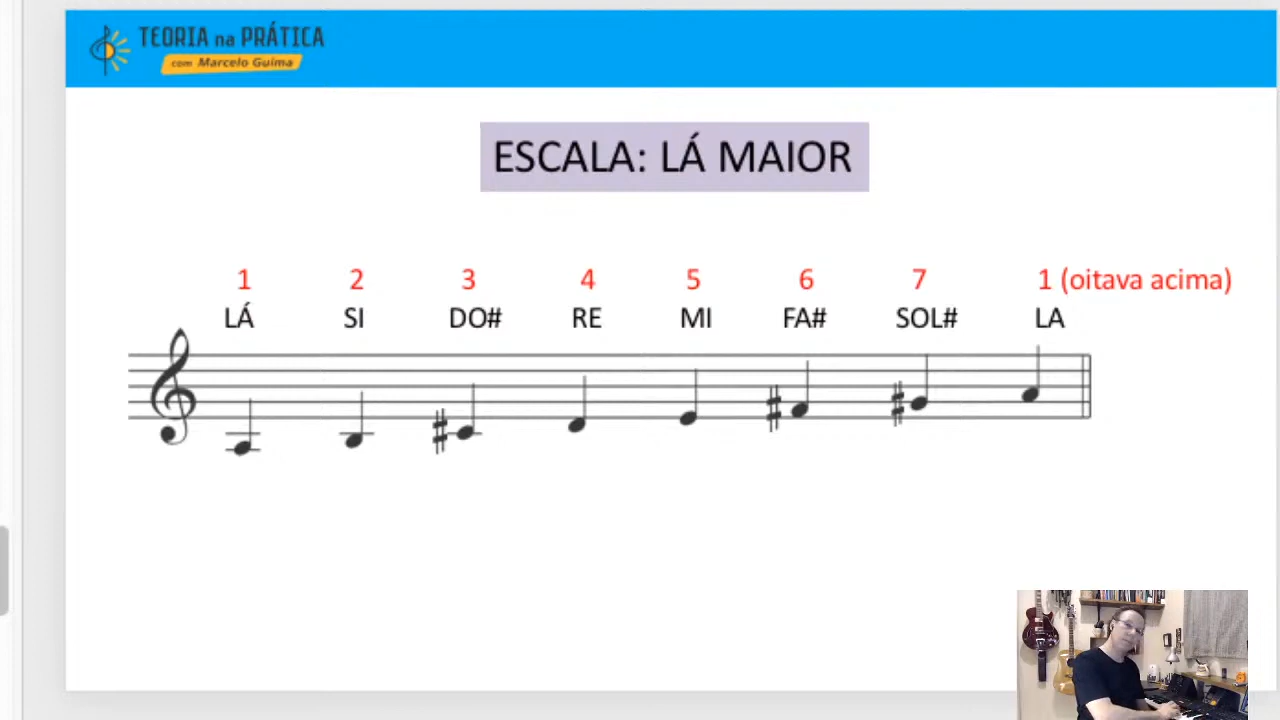 TEORIA na PRÁTICA
com Marcelo Guima
ESCALA: LÁ MAIOR
1 2 3 4 5 6 7 1 (oitava acima)
LÁ SI DO# RE MI FA# SOL# LA